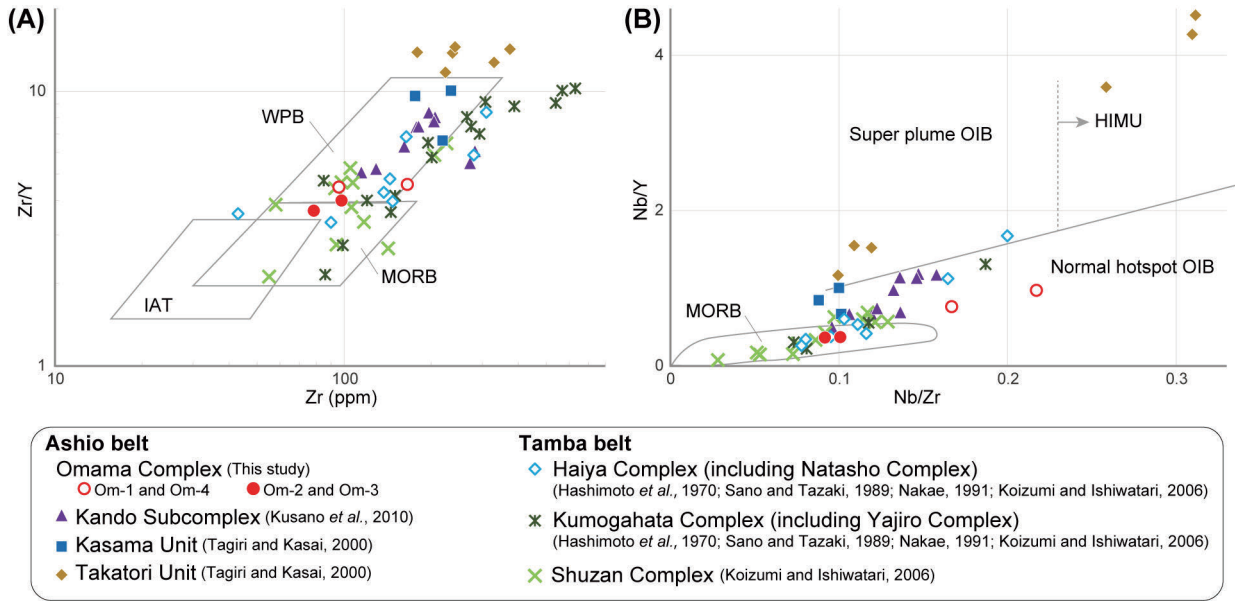 (A)
10
Zr/Y
1
WPB
MORB
IAT
10
100
Zr (ppm)
(B)
4
Nb/Y
2
0
Super plume OIB
HIMU
Normal hotspot OIB
MORB
0
0.1
0.2
0.3
Nb/Zr
Ashio belt
Omama Complex (This study)
Om-1 and Om-4 Om-2 and Om-3
Kando Subcomplex (Kusano et al., 2010)
Kasama Unit (Tagiri and Kasai, 2000)
Takatori Unit (Tagiri and Kasai, 2000)
Tamba belt
Haiya Complex (including Natasho Complex)
(Hashimoto et al., 1970; Sano and Tazaki, 1989; Nakae, 1991; Koizumi and Ishiwatari, 2006)
Kumogahata Complex (including Yajiro Complex)
(Hashimoto et al., 1970; Sano and Tazaki, 1989; Nakae, 1991; Koizumi and Ishiwatari, 2006)
Shuzan Complex (Koizumi and Ishiwatari, 2006)